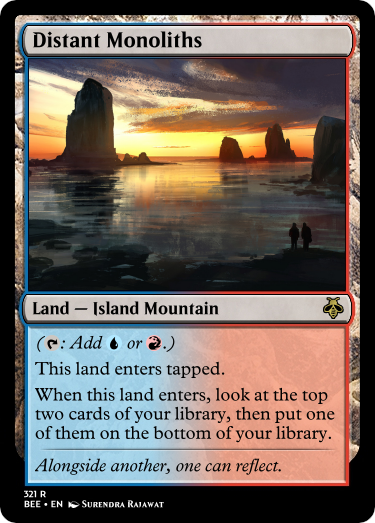 Distant Monoliths
Land — Island Mountain
(: Add or .)
This land enters tapped.
When this land enters, look at the top
two cards of your library, then put one
of them on the bottom of your library.
Alongside another, one can reflect.
321 R
BEE • EN Surendra Rajawat